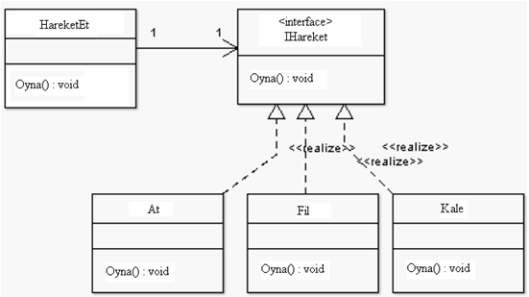 HareketEt
Oyna() : void
1
1
<interface>
IHareket
Oyna() : void
<<realize>>
<<realize>>
<<realize>>
At
Oyna() : void
Fil
Oyna() : void
Kale
Oyna() : void